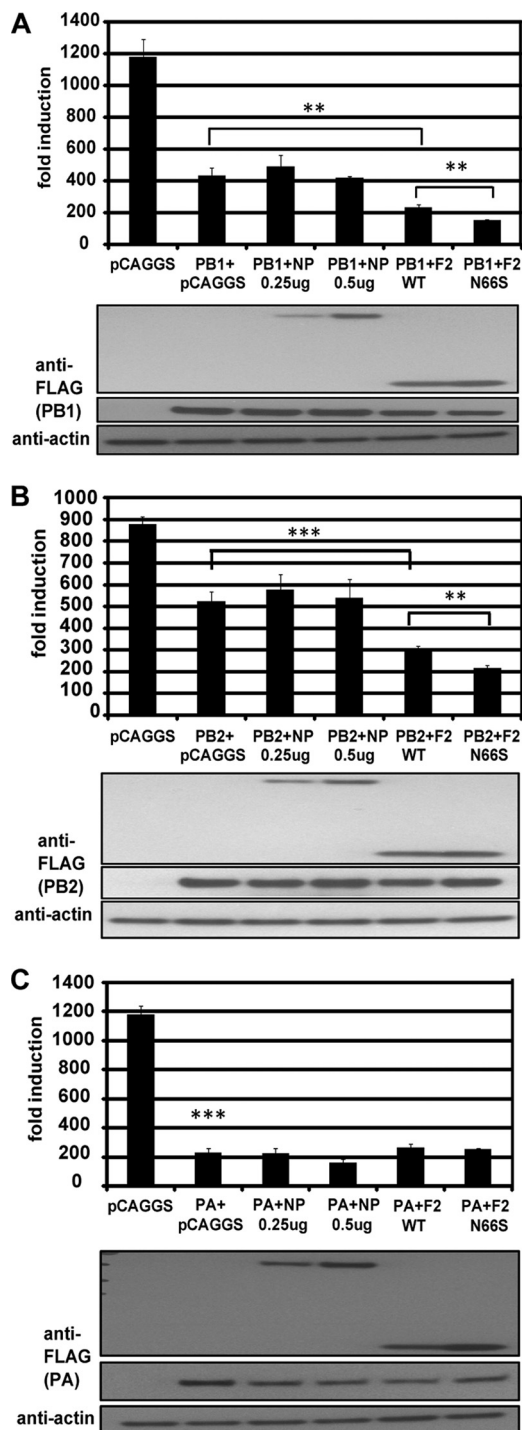 A
1400
1200
1000
800
600
400
200
0
fold induction
**
**
pCAGGS PB1+ PB1+NP PB1+NP PB1+F2 PB1+F2
pCAGGS 0.25ug 0.5ug WT N66S
anti-
FLAG
(PB1)
anti-actin
B
1000
900
800
700
600
500
400
300
200
100
0
fold induction
***
**
pCAGGS PB2+ PB2+NP PB2+NP PB2+F2 PB2+F2
pCAGGS 0.25ug 0.5ug WT N66S
anti-
FLAG
(PB2)
anti-actin
C
1400
1200
1000
800
600
400
200
0
fold induction
***
pCAGGS PA+ PA+NP PA+NP PA+F2 PA+F2
pCAGGS 0.25ug 0.5ug WT N66S
anti-
FLAG
(PA)
anti-actin